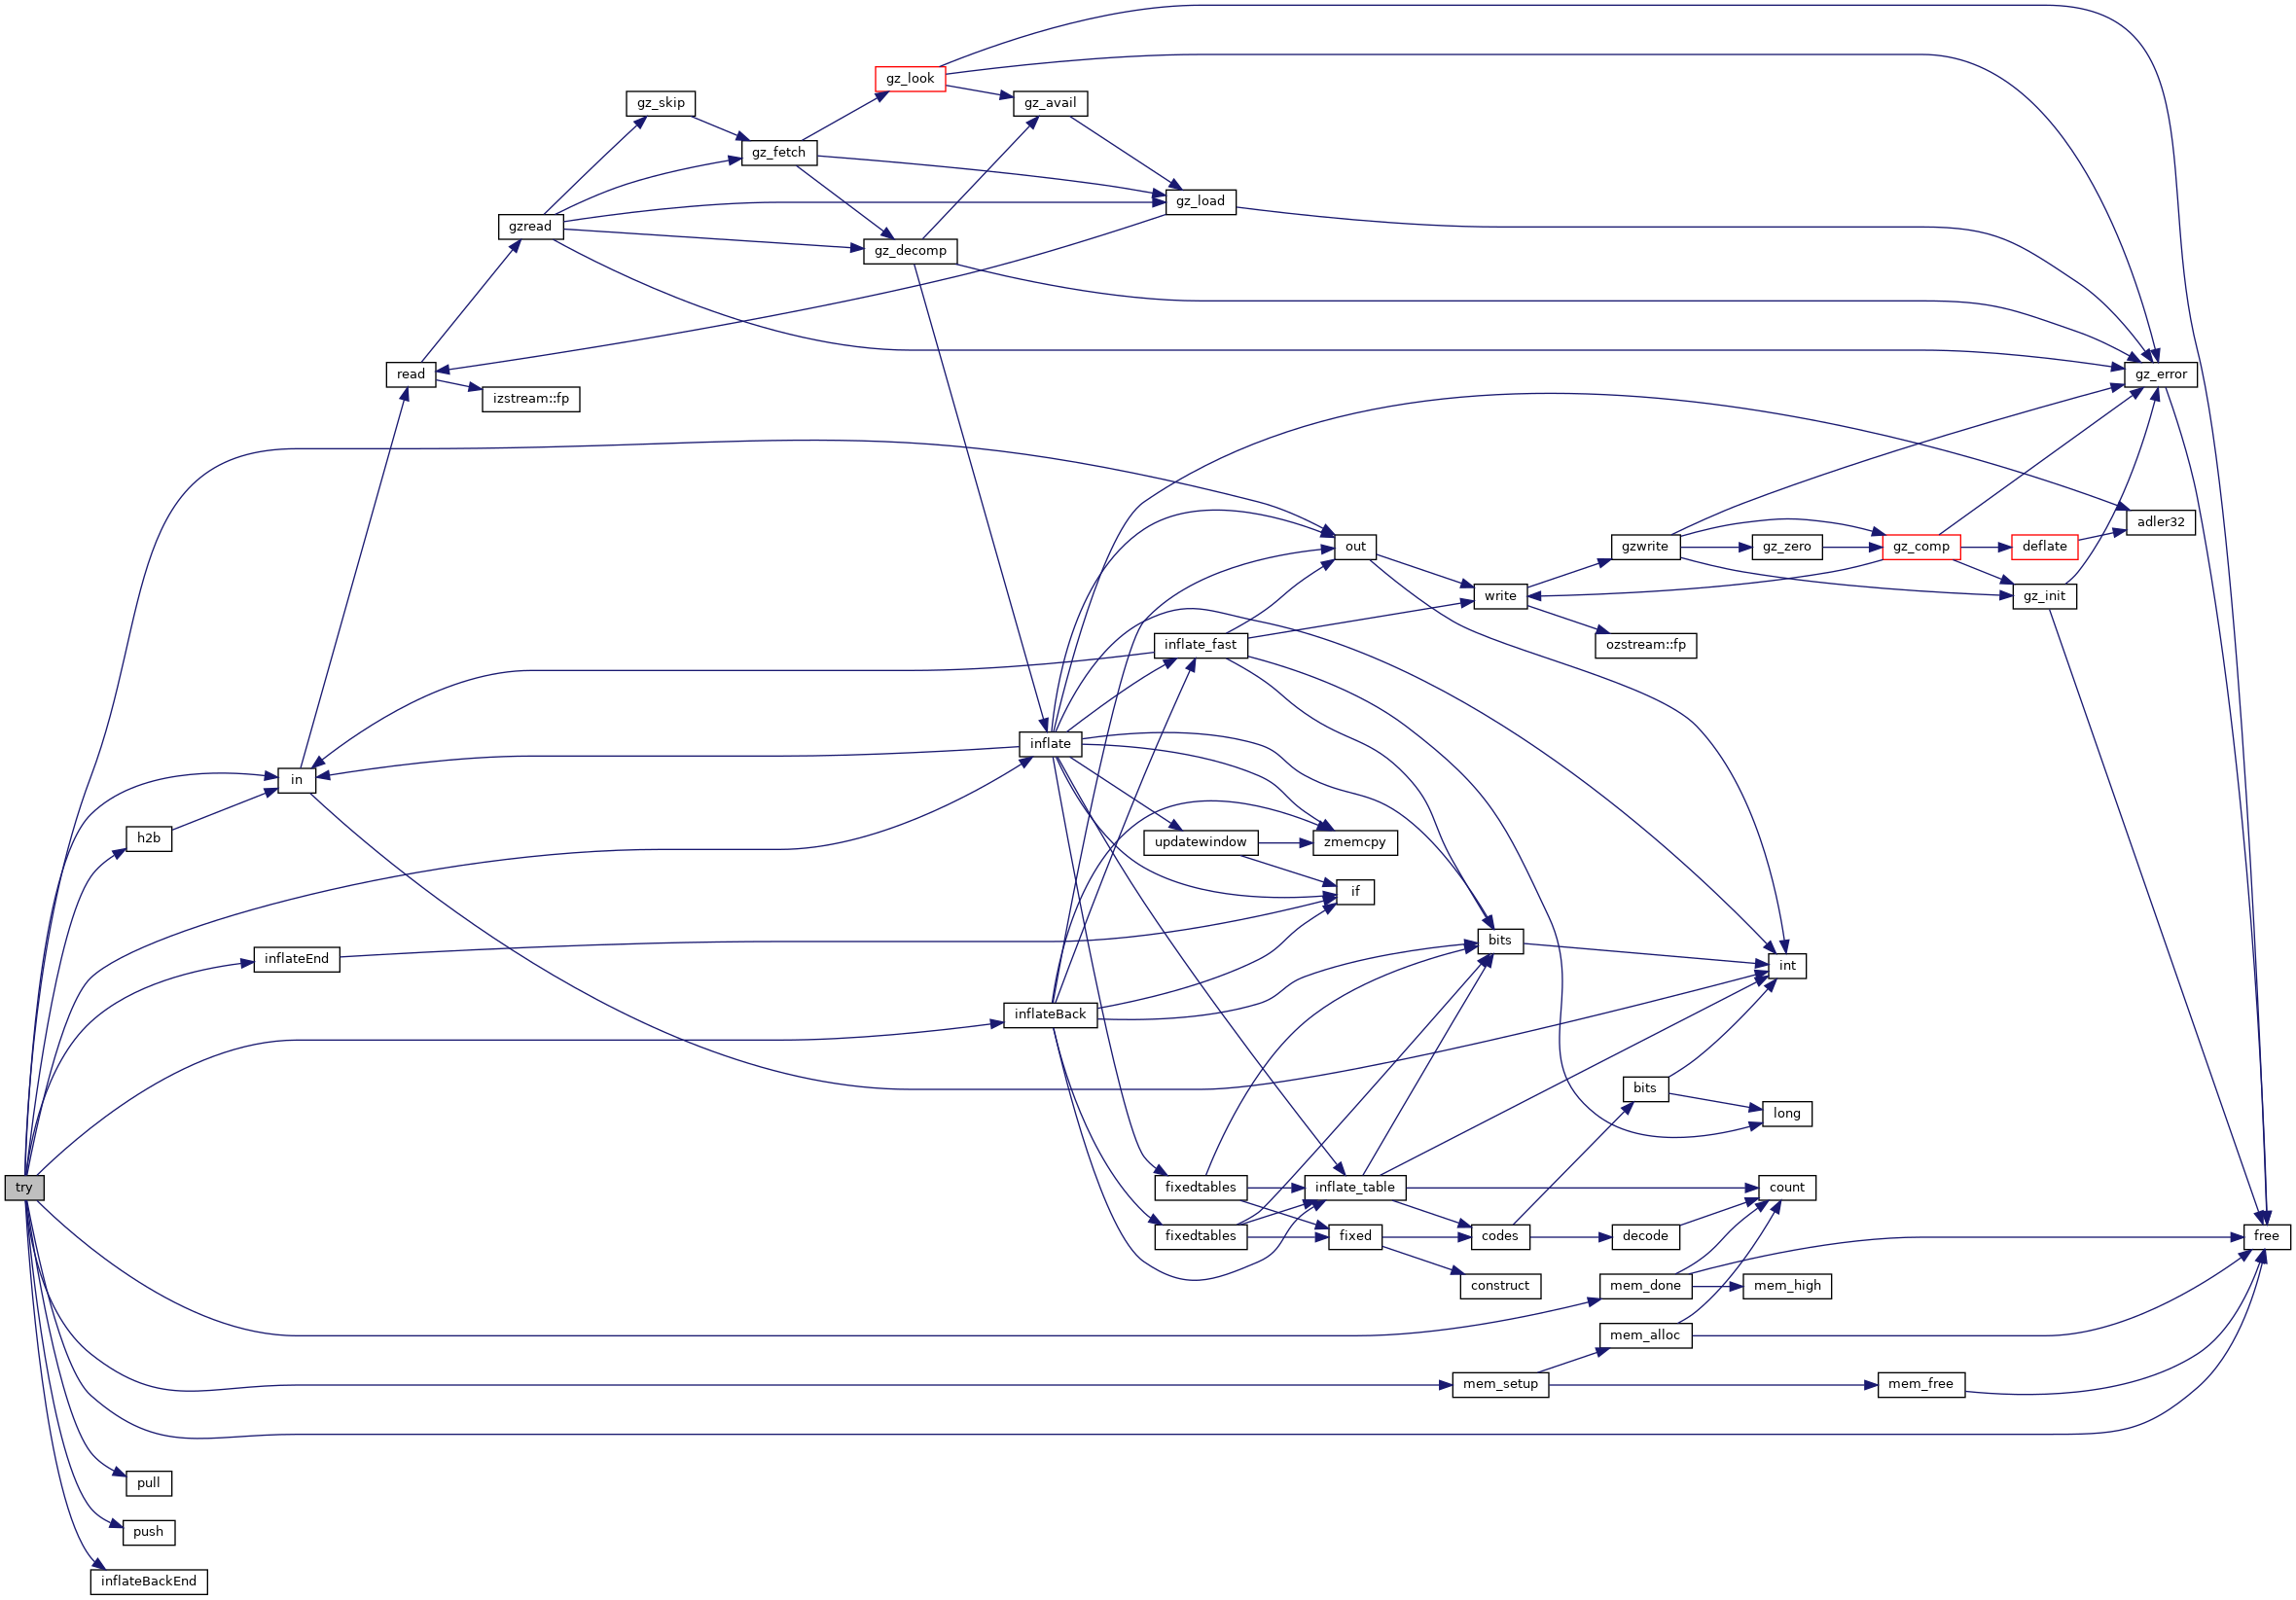 gz_look
gz_skip
gz_avail
gz_fetch
gz_load
gzread
gz_decomp
read
izstream::fp
gz_error
adler32
out
gzwrite
gz_zero
gz_comp
deflate
write
gz_init
inflate_fast
ozstream::fp
inflate
in
h2b
updatewindow
zmemcpy
if
inflateEnd
bits
int
inflateBack
bits
long
try
fixedtables
inflate_table
count
fixedtables
fixed
codes
decode
free
construct
mem_done
mem_high
mem_alloc
mem_setup
mem_free
pull
push
inflateBackEnd